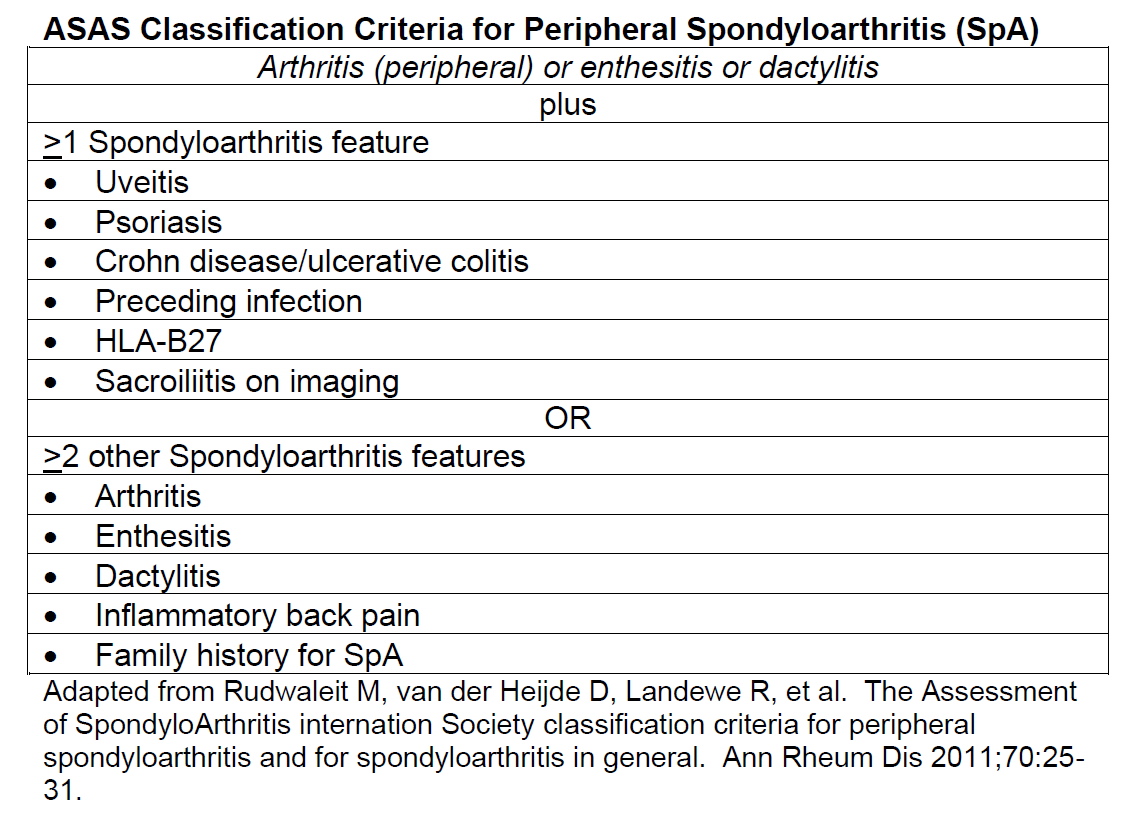 ASAS Classification Criteria for Peripheral Spondyloarthritis (SpA)
Arthritis (peripheral) or enthesitis or dactylitis
plus
≥1 Spondyloarthritis feature
• Uveitis
• Psoriasis
• Crohn disease/ulcerative colitis
• Preceding infection
• HLA-B27
• Sacroiliitis on imaging
OR
≥2 other Spondyloarthritis features
• Arthritis
• Enthesitis
• Dactylitis
• Inflammatory back pain
• Family history for SpA
Adapted from Rudwaleit M, van der Heijde D, Landewe R, et al.  The Assessment
of SpondyloArthritis internation Society classification criteria for peripheral
spondyloarthritis and for spondyloarthritis in general.  Ann Rheum Dis 2011;70:25-
31.